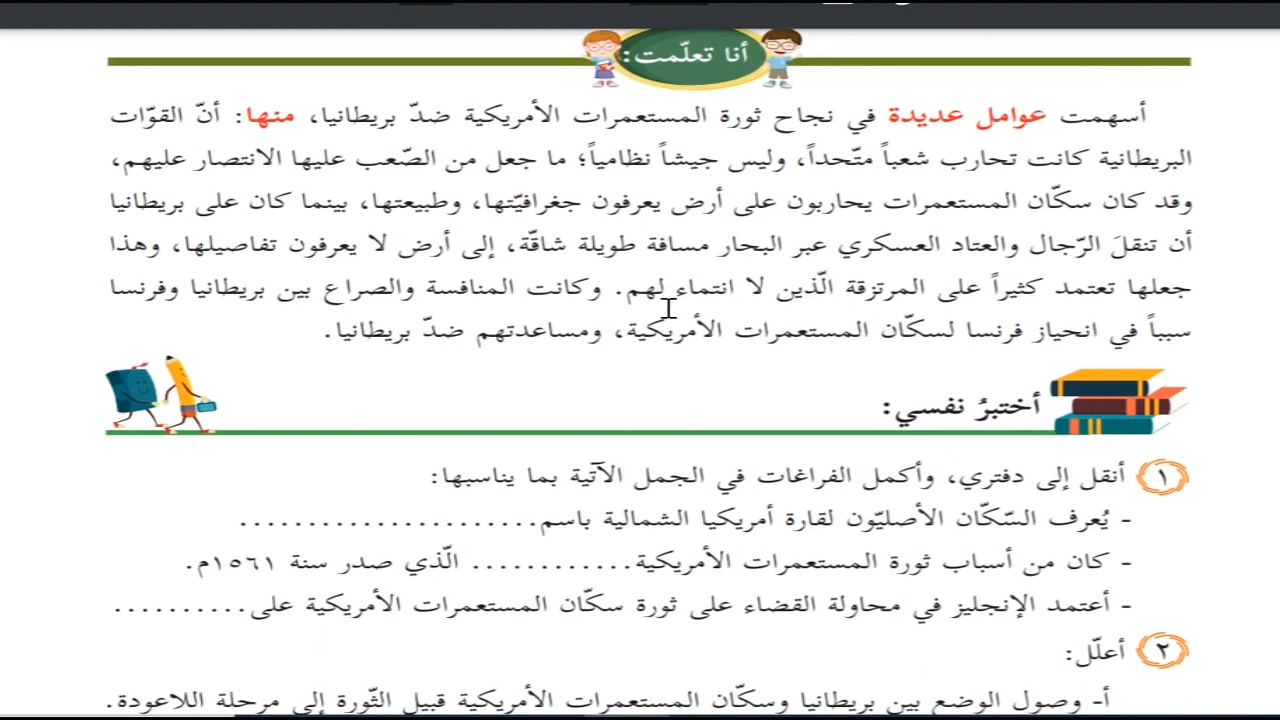 أنا تعلّمت:
أسهمت عوامل عديدة في نجاح ثورة المستعمرات الأمريكية ضدّ بريطانيا، منها: أنّ القوّات
البريطانية كانت تحارب شعباً متّحداً، وليس جيشاً نظامياً؛ ما جعل من الصّعب عليها الانتصار عليهم،
وقد كان سكّان المستعمرات يحاربون على أرض يعرفون جغرافيّتها، وطبيعتها، بينما كان على بريطانيا
أن تنقلَ الرّجال والعتاد العسكري عبر البحار مسافة طويلة شاقّة، إلى أرض لا يعرفون تفاصيلها، وهذا
جعلها تعتمد كثيراً على المرتزقة الّذين لا انتماء لهم. وكانت المنافسة والصراع بين بريطانيا وفرنسا
سبباً في انحياز فرنسا لسكّان المستعمرات الأمريكية، ومساعدتهم ضدّ بريطانيا.
أختبرُ نفسي:
١ أنقل إلى دفتري، وأكمل الفراغات في الجمل الآتية بما يناسبها:
- يُعرف السّكّان الأصليّون لقارة أمريكيا الشمالية باسم.......................
- كان من أسباب ثورة المستعمرات الأمريكية............ الّذي صدر سنة ١٥٦١م.
- أعتمد الإنجليز في محاولة القضاء على ثورة سكّان المستعمرات الأمريكية على..........
٢ أعلّل:
أ- وصول الوضع بين بريطانيا وسكّان المستعمرات الأمريكية قبيل الثّورة إلى مرحلة اللاعودة.